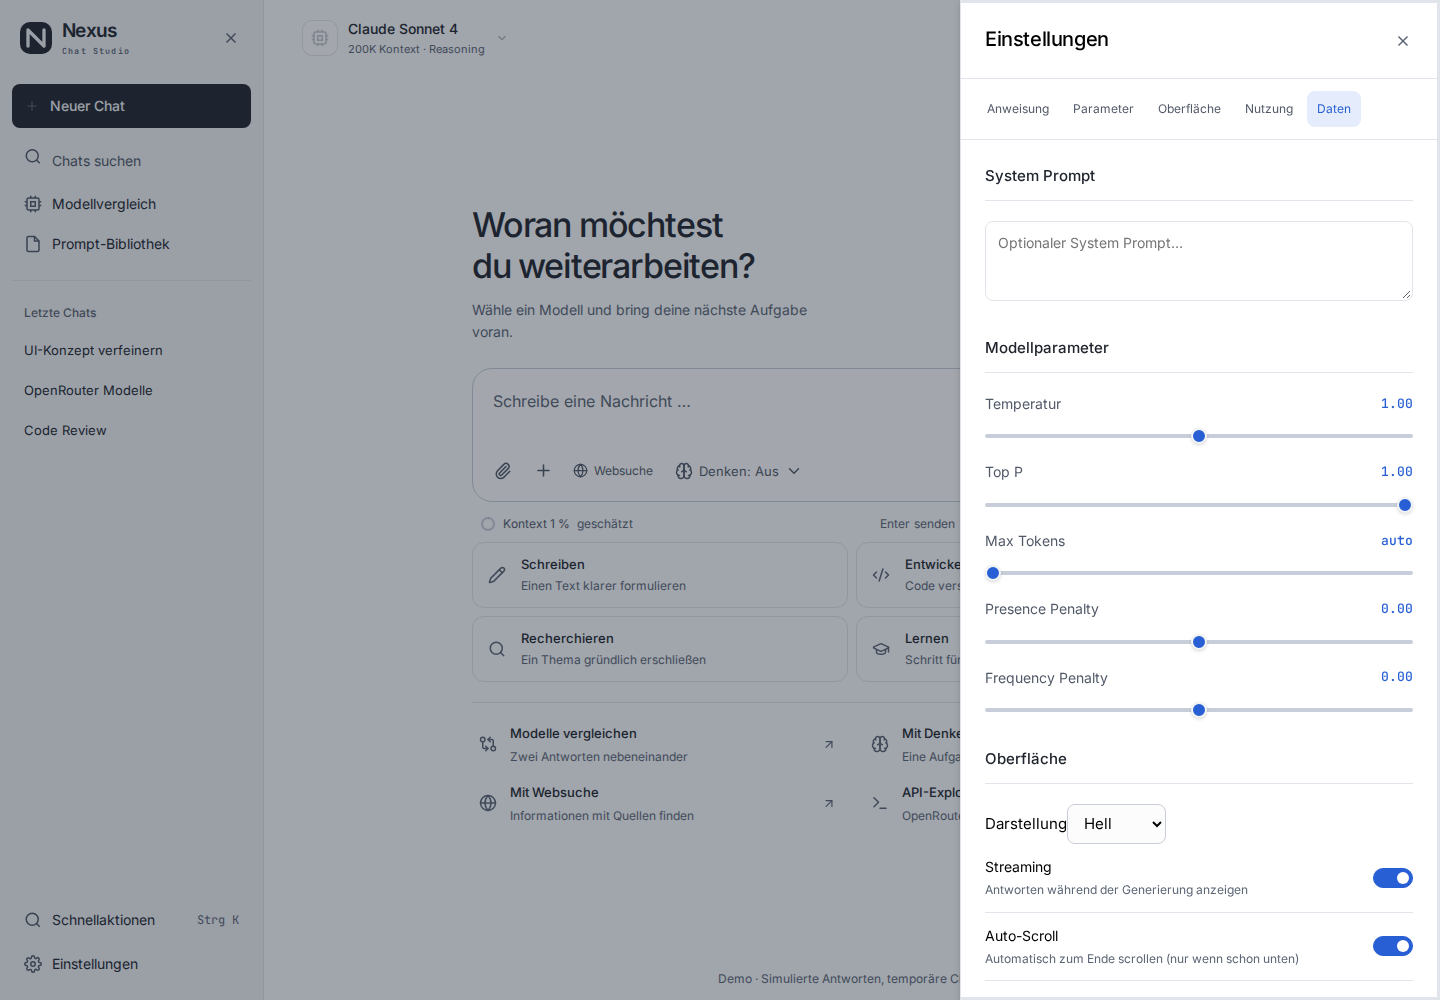 Nexus
Chat Studio
Neuer Chat
Chats suchen
Modellvergleich
Prompt-Bibliothek
Letzte Chats
UI-Konzept verfeinern
OpenRouter Modelle
Code Review
Schnellaktionen Strg K
Einstellungen
Claude Sonnet 4
200K Kontext · Reasoning
Woran möchtest
du weiterarbeiten?
Wähle ein Modell und bring deine nächste Aufgabe
voran.
Schreibe eine Nachricht ...
Websuche Denken: Aus
Kontext 1 % geschätzt Enter senden
Schreiben
Einen Text klarer formulieren
Entwicke
Code vers
Recherchieren
Ein Thema gründlich erschließen
Lernen
Schritt für
Modelle vergleichen
Zwei Antworten nebeneinander
Mit Denke
Eine Aufga
Mit Websuche
Informationen mit Quellen finden
API-Explo
OpenRoute
Demo · Simulierte Antworten, temporäre C
Einstellungen
Anweisung Parameter Oberfläche Nutzung Daten
System Prompt
Optionaler System Prompt...
Modellparameter
Temperatur 1.00
Top P 1.00
Max Tokens auto
Presence Penalty 0.00
Frequency Penalty 0.00
Oberfläche
Darstellung Hell
Streaming
Antworten während der Generierung anzeigen
Auto-Scroll
Automatisch zum Ende scrollen (nur wenn schon unten)